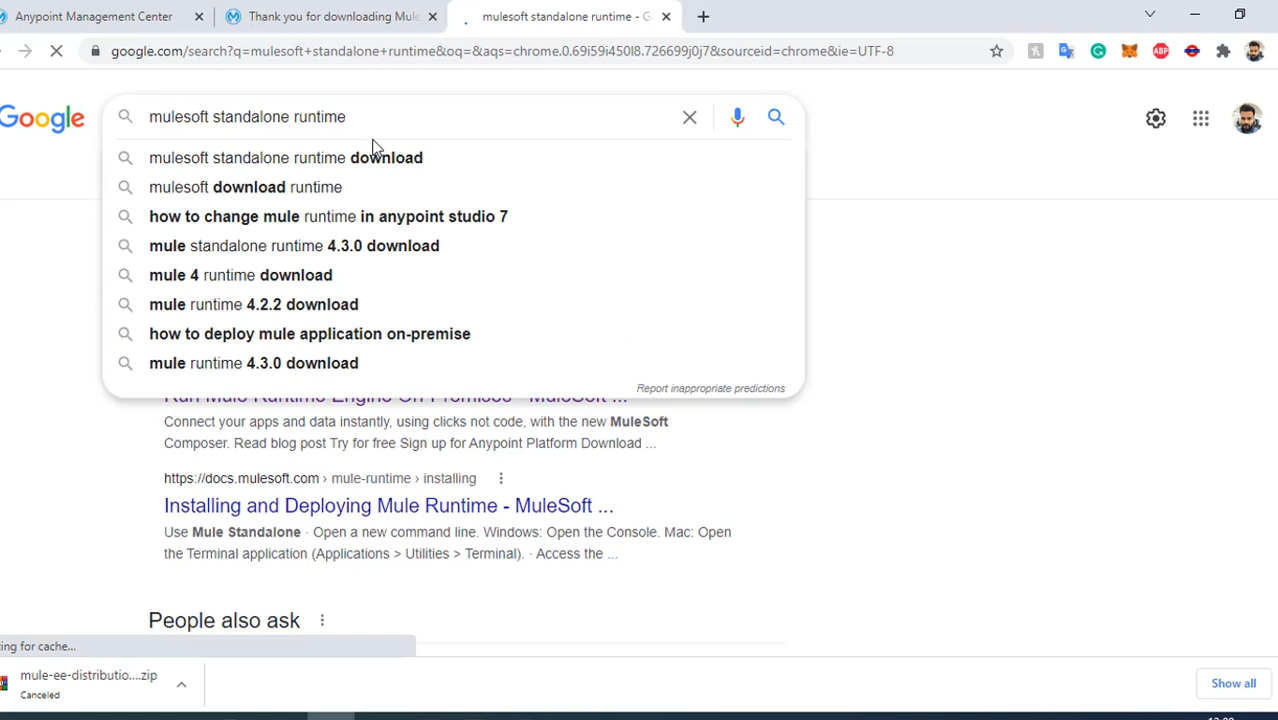 Anypoint Management Center
Thank you for downloading Mule
mulesoft standalone runtime - G
google.com/search?q=mulesoft+standalone+runtime&oq=&aqs=chrome.0.69i59i450l8.726699j0j7&sourceid=chrome&ie=UTF-8
ABP
Google
mulesoft standalone runtime
mulesoft standalone runtime download
mulesoft download runtime
how to change mule runtime in anypoint studio 7
mule standalone runtime 4.3.0 download
mule 4 runtime download
mule runtime 4.2.2 download
how to deploy mule application on-premise
mule runtime 4.3.0 download
Report inappropriate predictions
Run Mule Runtime Engine On Premises - MuleSoft ...
Connect your apps and data instantly, using clicks not code, with the new MuleSoft
Composer. Read blog post Try for free Sign up for Anypoint Platform Download ...
https://docs.mulesoft.com › mule-runtime › installing
Installing and Deploying Mule Runtime - MuleSoft ...
Use Mule Standalone · Open a new command line. Windows: Open the Console. Mac: Open
the Terminal application (Applications > Utilities > Terminal). · Access the ...
People also ask
ting for cache...
mule-ee-distributio....zip
Canceled
Show all